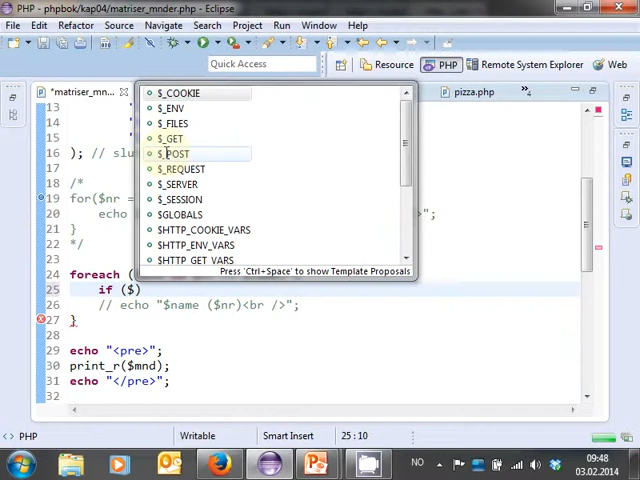 PHP - phpbok/kap04/matriser_mnder.php - Eclipse
File Edit Refactor Source Navigate Search Project Run Window Help
Quick Access
Resource PHP Remote System Explorer Web
*matriser_mn... pizza.php »4
$_COOKIE
$_ENV
$_FILES
$_GET
$_POST
$_REQUEST
$_SERVER
$_SESSION
$GLOBALS
$HTTP_COOKIE_VARS
$HTTP_ENV_VARS
$HTTP_GET_VARS
Press 'Ctrl+Space' to show Template Proposals
13
14
15
16 ); // slu
17
18 /*
19 for($nr =
20 echo >";
21 }
22 */
23
24 foreach (
25 if ($)
26 // echo "$name ($nr)<br />";
27 }
28
29 echo "<pre>";
30 print_r($mnd);
31 echo "</pre>";
32
PHP Writable Smart Insert 25 : 10
NO 09:48
03.02.2014